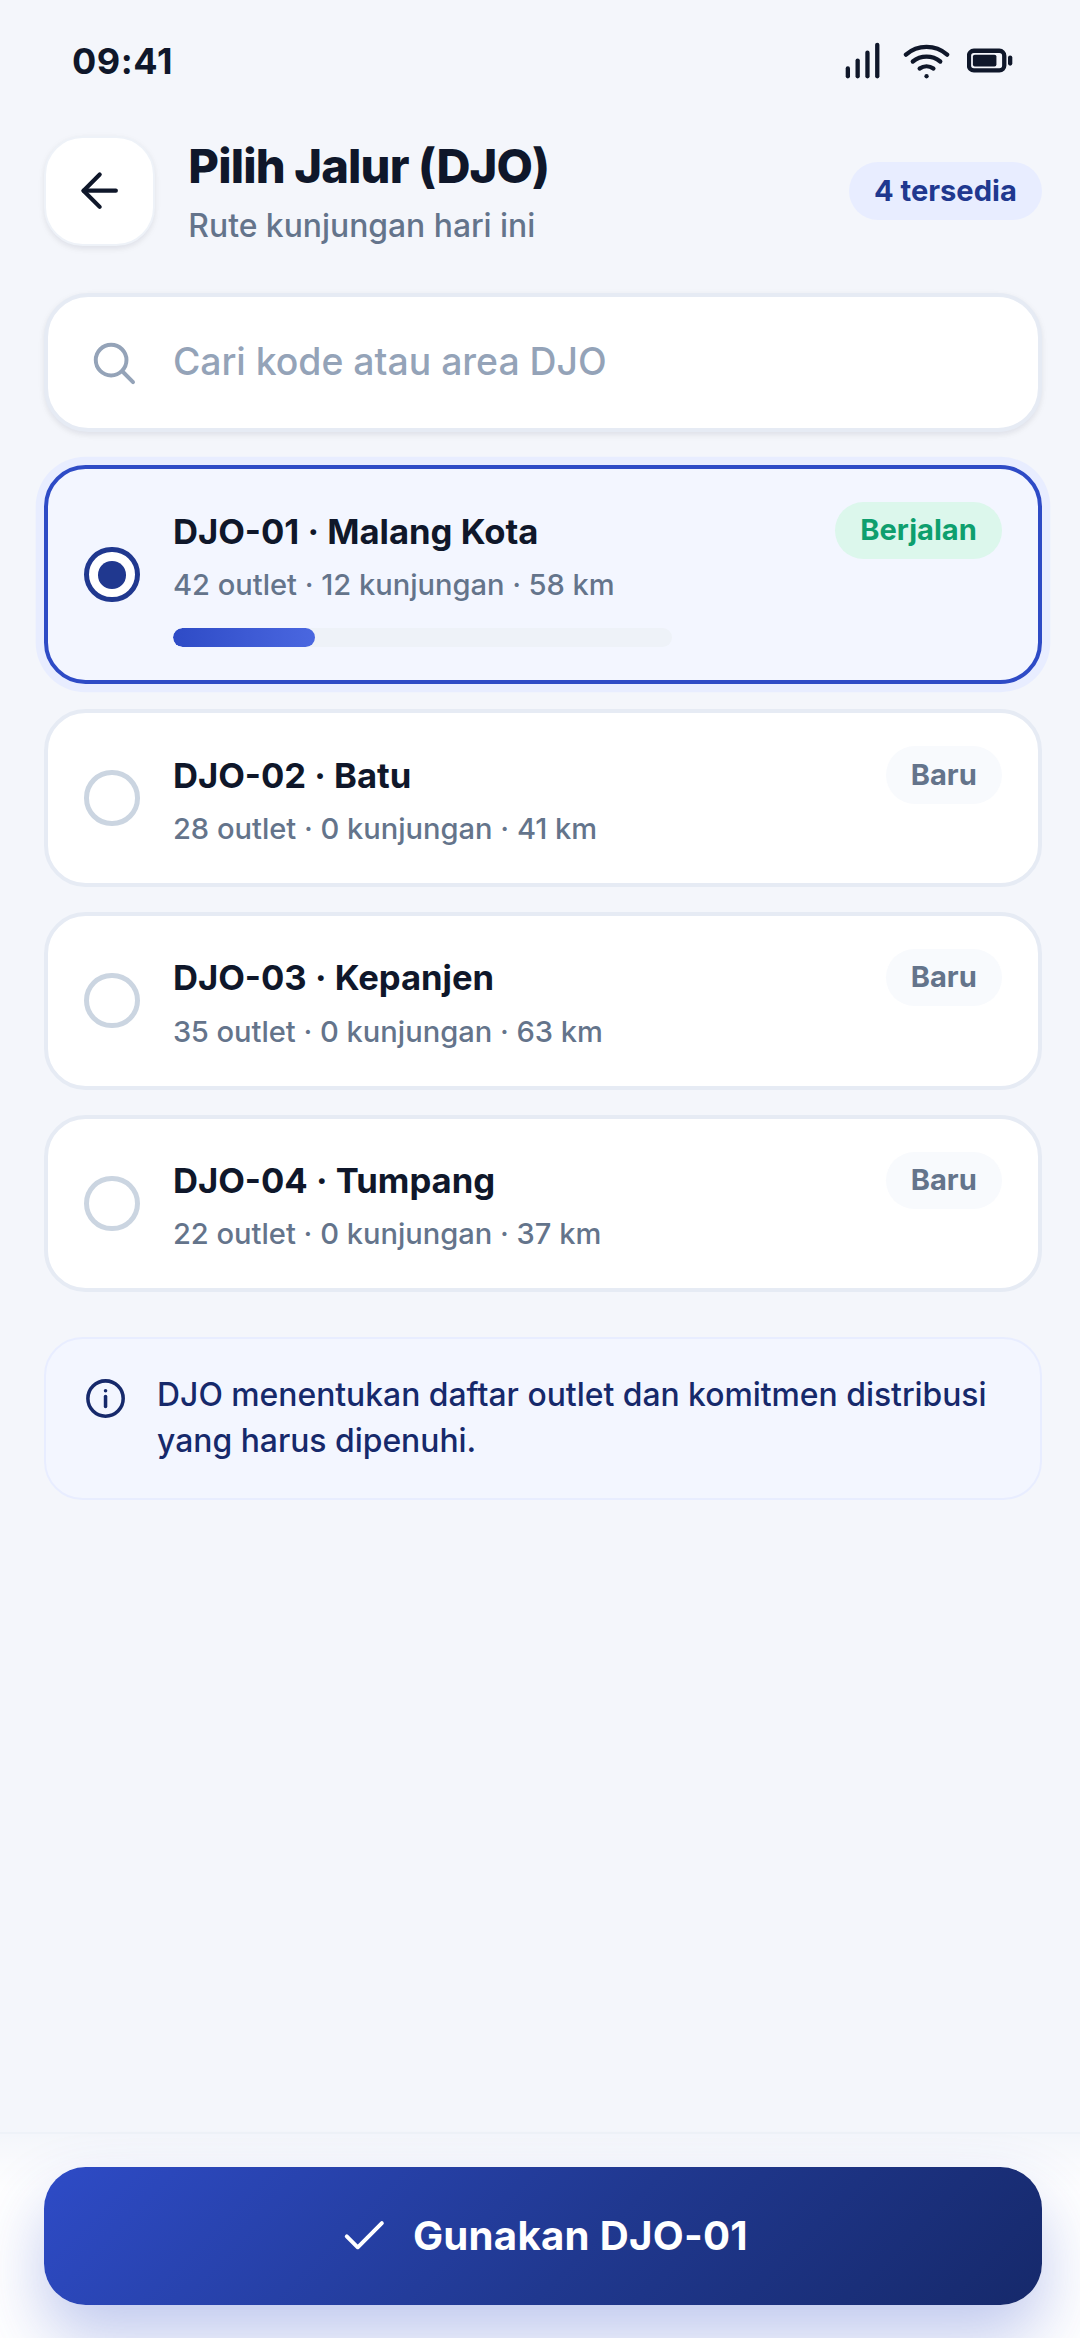 09:41
Pilih Jalur (DJO)
Rute kunjungan hari ini
4 tersedia
Cari kode atau area DJO
DJO-01 · Malang Kota
Berjalan
42 outlet · 12 kunjungan · 58 km
DJO-02 · Batu
Baru
28 outlet · 0 kunjungan · 41 km
DJO-03 · Kepanjen
Baru
35 outlet · 0 kunjungan · 63 km
DJO-04 · Tumpang
Baru
22 outlet · 0 kunjungan · 37 km
DJO menentukan daftar outlet dan komitmen distribusi
yang harus dipenuhi.
Gunakan DJO-01